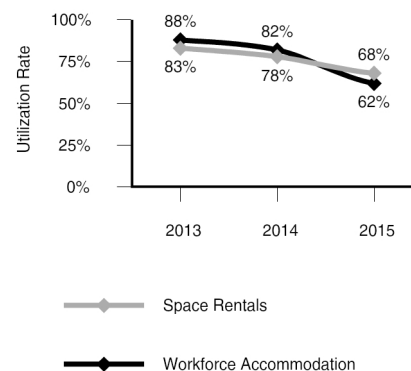 Utilization Rate
100%
75%
50%
25%
0%
88%
82%
68%
83%
78%
62%
2013 2014 2015
Space Rentals
Workforce Accommodation